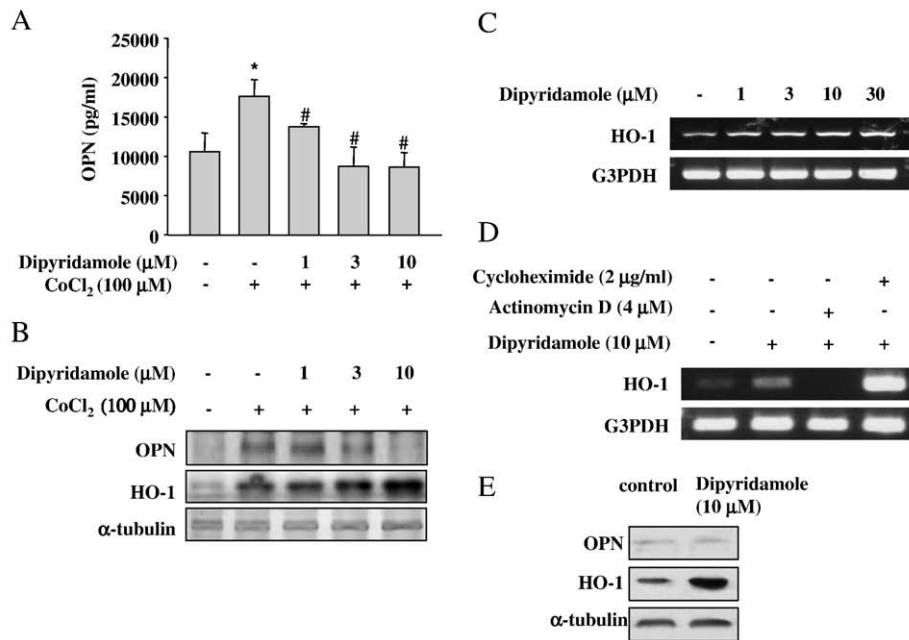 A
25000
20000
15000
10000
5000
0
OPN (pg/ml)
*
#
#
#
Dipyridamole (μM) - - 1 3 10
CoCl2 (100 μM) - + + + +
B
Dipyridamole (μM) - - 1 3 10
CoCl2 (100 μM) - + + + +
OPN
HO-1
α-tubulin
C
Dipyridamole (μM) - 1 3 10 30
HO-1
G3PDH
D
Cycloheximide (2 μg/ml) - - - +
Actinomycin D (4 μM) - - + -
Dipyridamole (10 μM) - + + +
HO-1
G3PDH
E
control Dipyridamole
(10 μM)
OPN
HO-1
α-tubulin